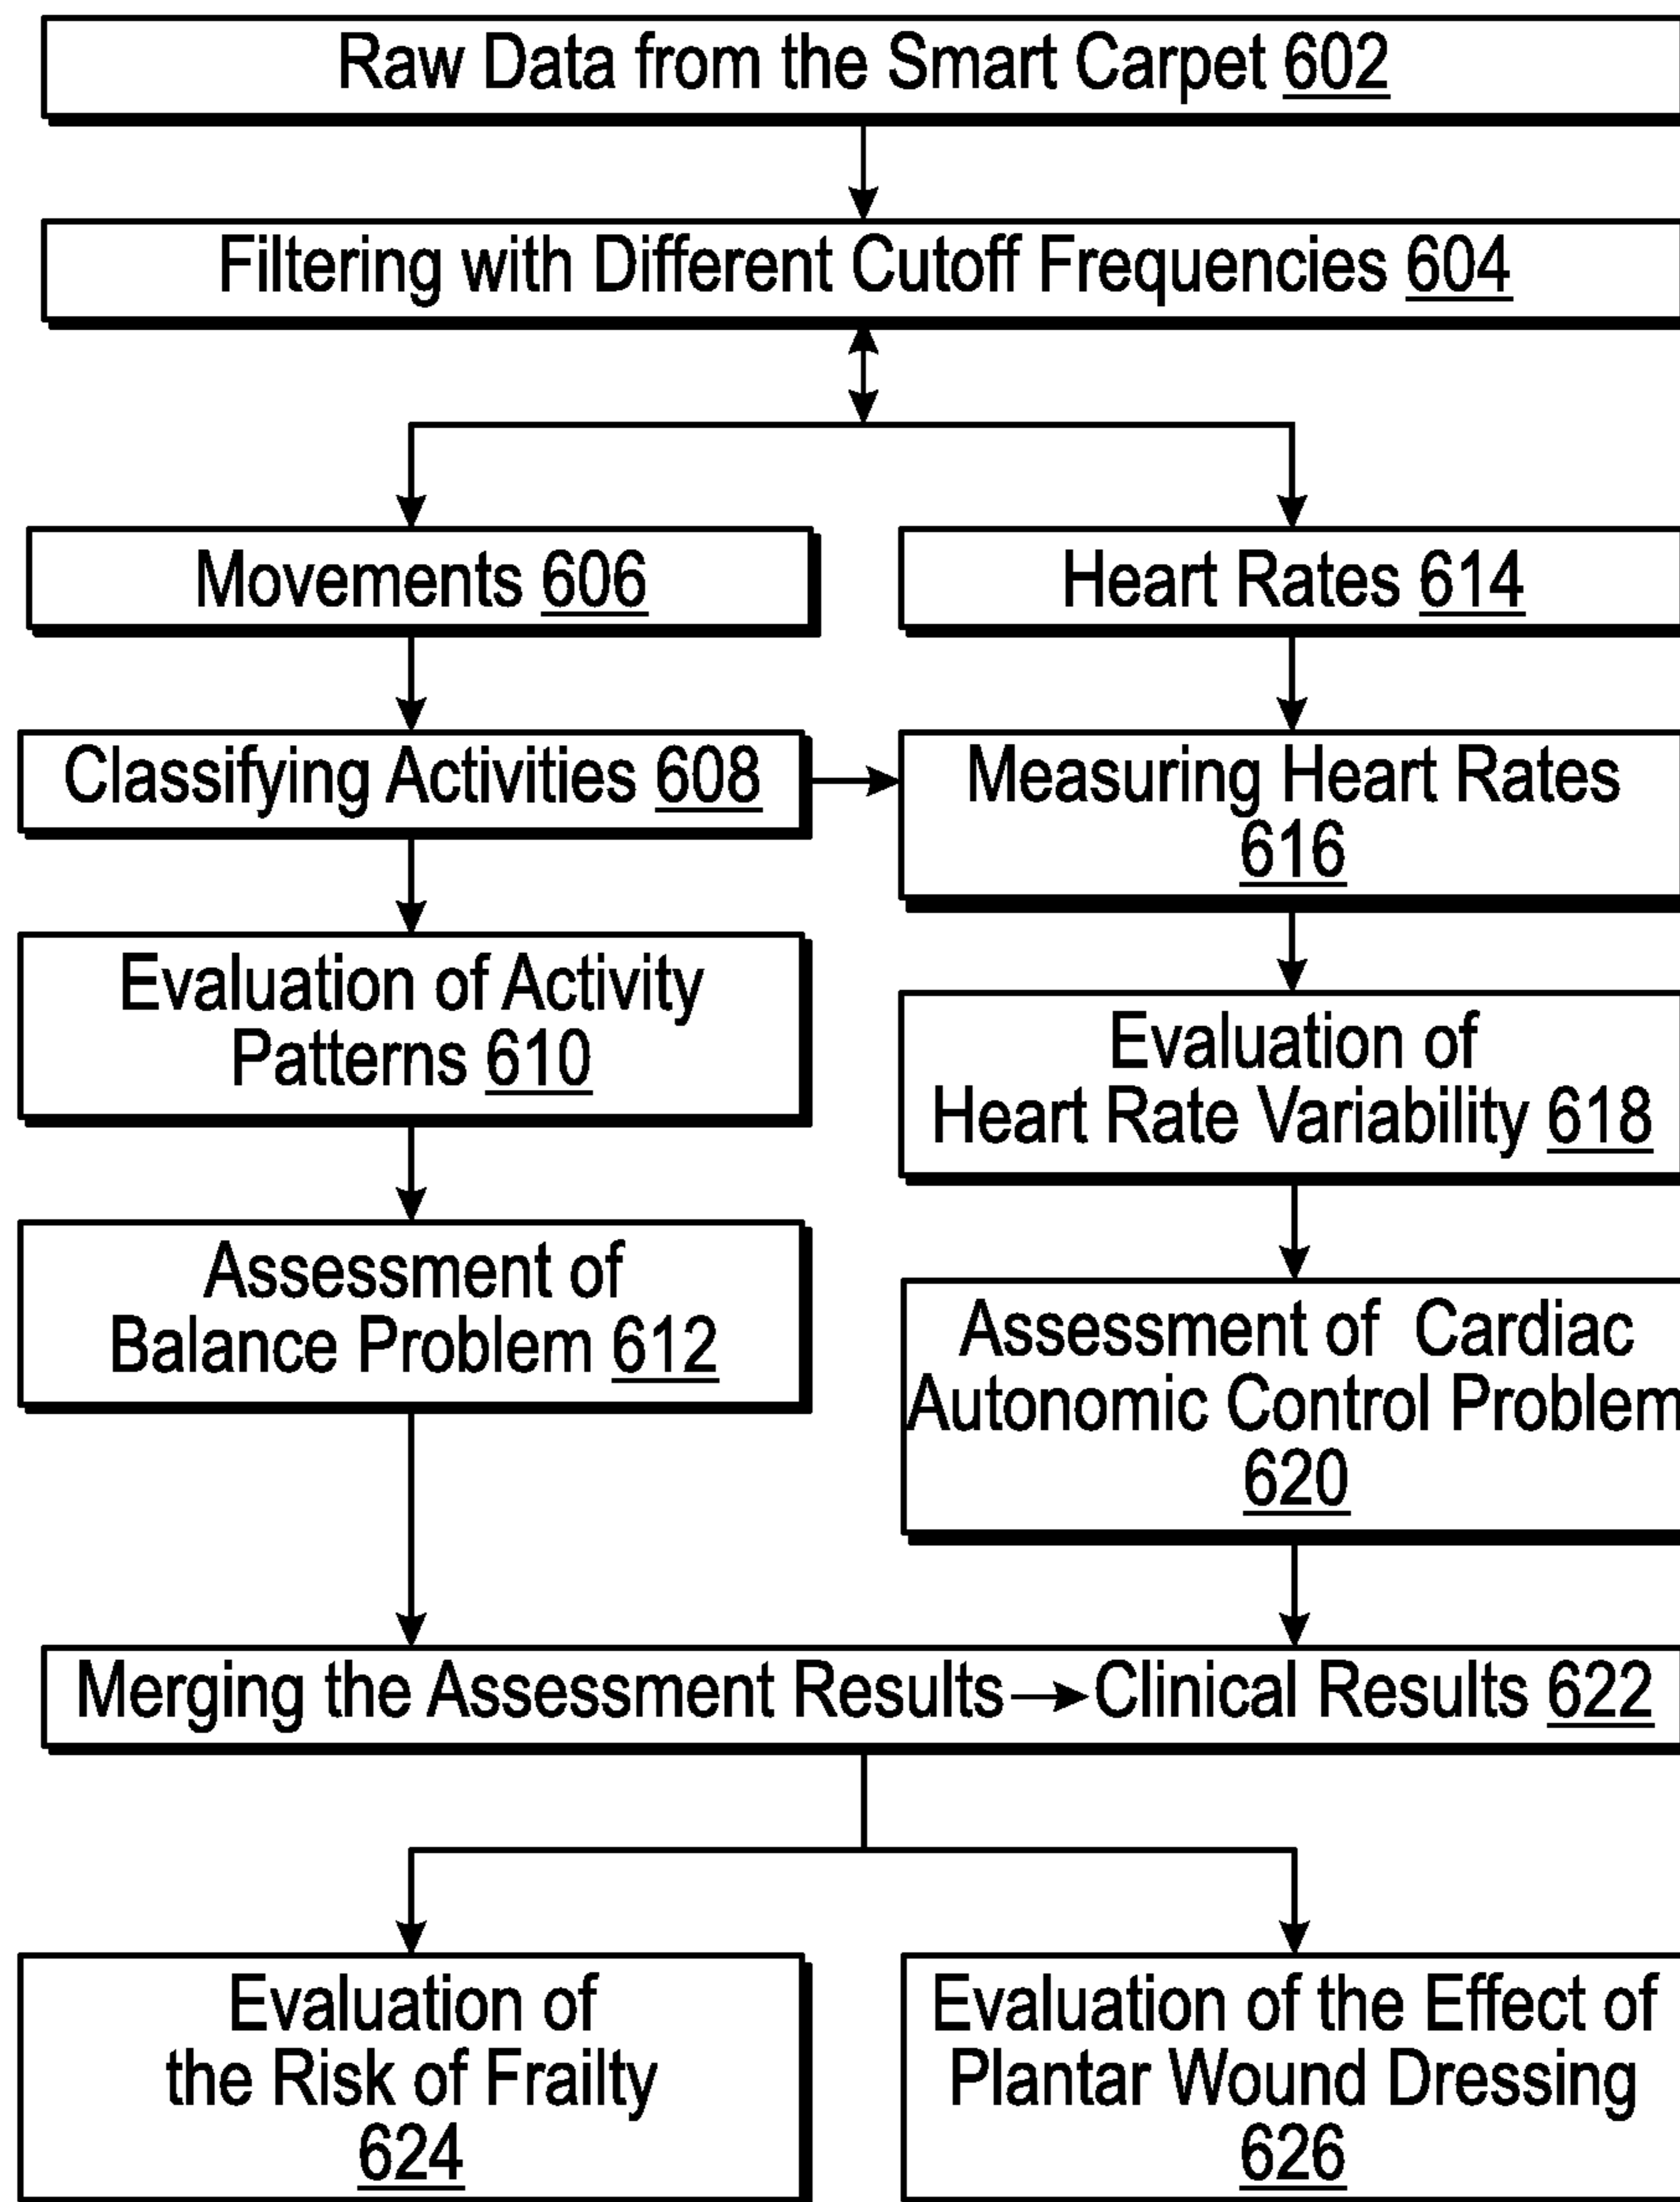 Raw Data from the Smart Carpet 602
Filtering with Different Cutoff Frequencies 604
Movements 606
Heart Rates 614
Classifying Activities 608
Measuring Heart Rates
616
Evaluation of Activity
Patterns 610
Evaluation of
Heart Rate Variability 618
Assessment of
Balance Problem 612
Assessment of Cardiac
Autonomic Control Problem
620
Merging the Assessment Results → Clinical Results 622
Evaluation of
the Risk of Frailty
624
Evaluation of the Effect of
Plantar Wound Dressing
626